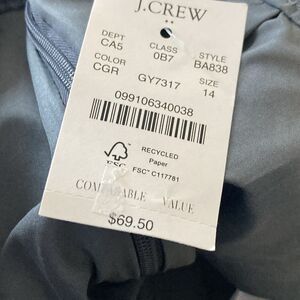 J.CREW
DEPT CLASS STYLE
CA5 0B7 BA838
COLOR SIZE
CGR GY7317 14
099106340038
RECYCLED
Paper
FSC
FSC® C117781
VALUE
$69.50